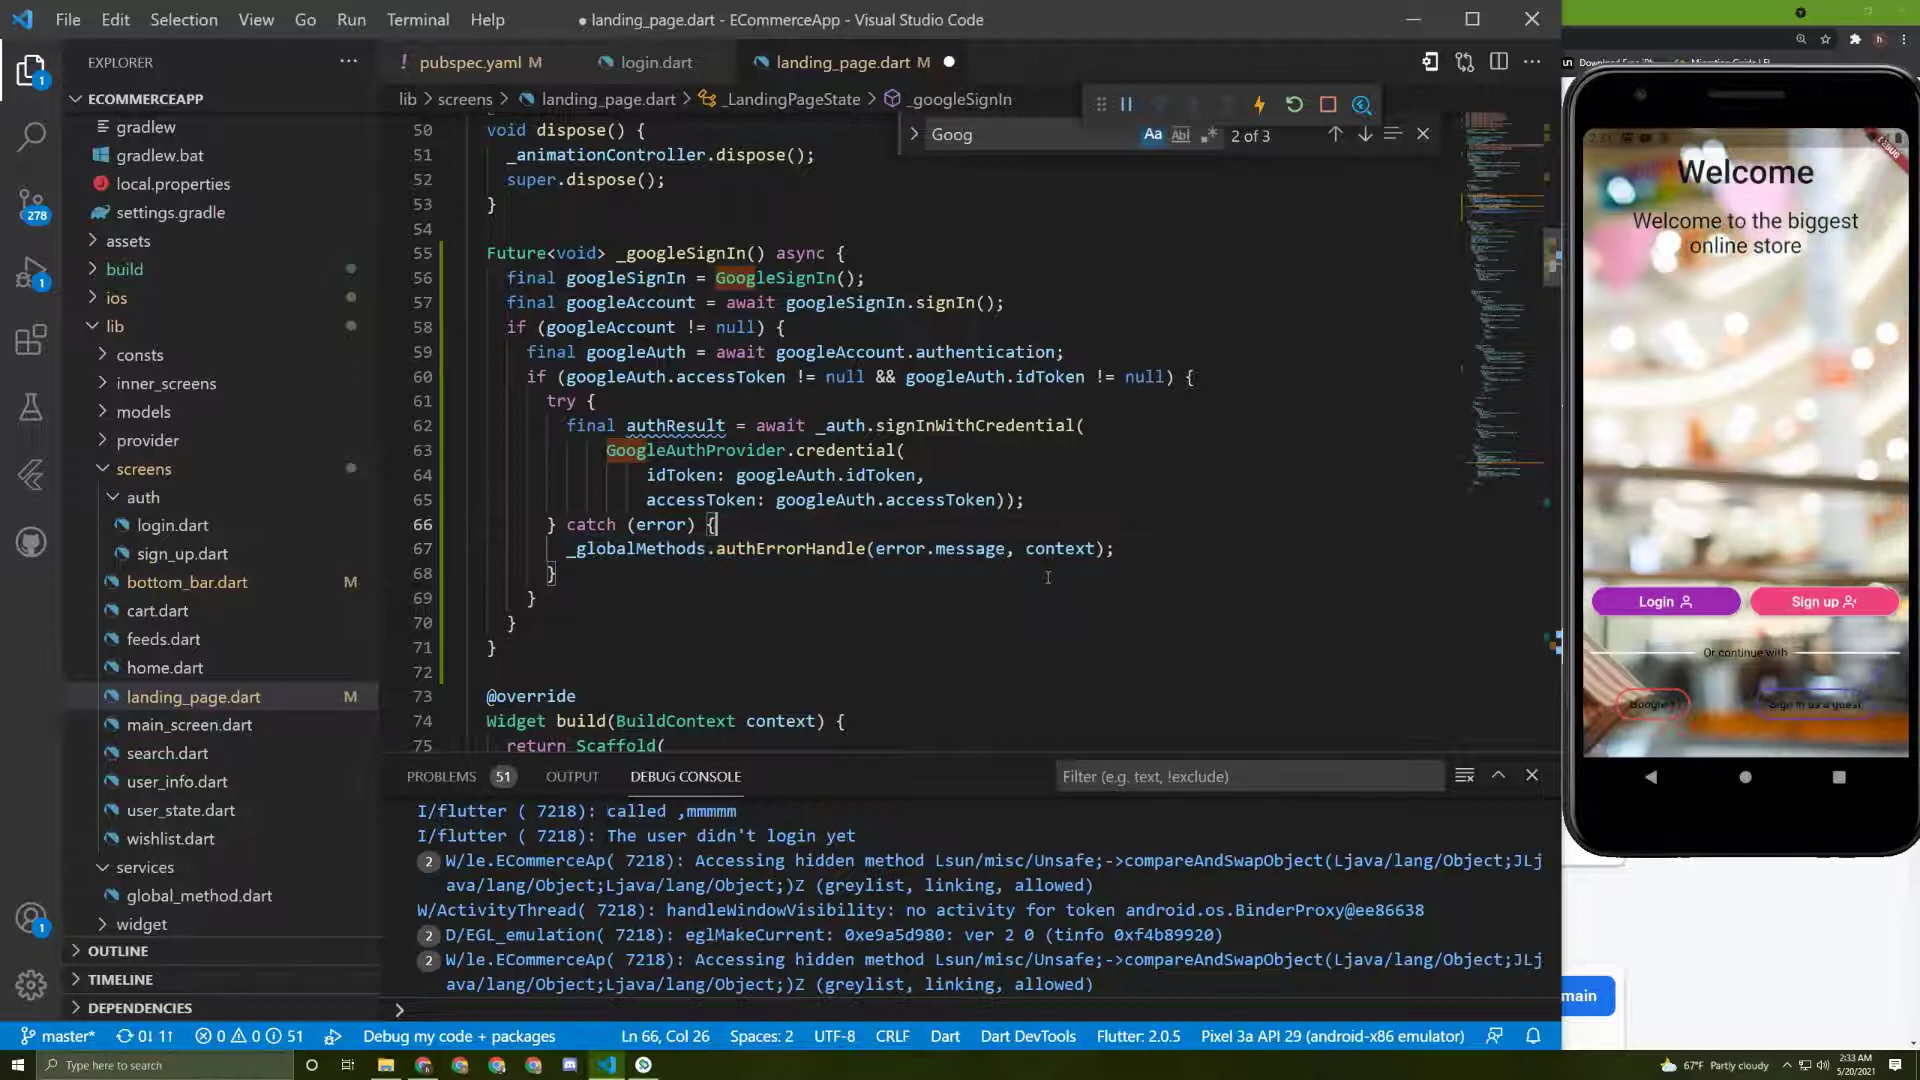 File Edit Selection View Go Run Terminal Help
● landing_page.dart - ECommerceApp - Visual Studio Code
EXPLORER
ECOMMERCEAPP
gradlew
gradlew.bat
local.properties
settings.gradle
assets
build
ios
lib
consts
inner_screens
models
provider
screens
auth
login.dart
sign_up.dart
bottom_bar.dart M
cart.dart
feeds.dart
home.dart
landing_page.dart M
main_screen.dart
search.dart
user_info.dart
user_state.dart
wishlist.dart
services
global_method.dart
widget
OUTLINE
TIMELINE
DEPENDENCIES
1
278
1
1
! pubspec.yaml M
login.dart
landing_page.dart M
lib > screens > landing_page.dart > _LandingPageState > _googleSignIn
Goog
Aa Abl .* 2 of 3
50 void dispose() {
51 _animationController.dispose();
52 super.dispose();
53 }
54
55 Future<void> _googleSignIn() async {
56 final googleSignIn = GoogleSignIn();
57 final googleAccount = await googleSignIn.signIn();
58 if (googleAccount != null) {
59 final googleAuth = await googleAccount.authentication;
60 if (googleAuth.accessToken != null && googleAuth.idToken != null) {
61 try {
62 final authResult = await _auth.signInWithCredential(
63 GoogleAuthProvider.credential(
64 idToken: googleAuth.idToken,
65 accessToken: googleAuth.accessToken));
66 } catch (error) {
67 _globalMethods.authErrorHandle(error.message, context);
68 }
69 }
70 }
71 }
72
73 @override
74 Widget build(BuildContext context) {
75 return Scaffold(
PROBLEMS 51 OUTPUT DEBUG CONSOLE
Filter (e.g. text, !exclude)
I/flutter ( 7218): called ,mmmmm
I/flutter ( 7218): The user didn't login yet
2 W/le.ECommerceAp( 7218): Accessing hidden method Lsun/misc/Unsafe;->compareAndSwapObject(Ljava/lang/Object;JLj
ava/lang/Object;Ljava/lang/Object;)Z (greylist, linking, allowed)
W/ActivityThread( 7218): handleWindowVisibility: no activity for token android.os.BinderProxy@ee86638
2 D/EGL_emulation( 7218): eglMakeCurrent: 0xe9a5d980: ver 2 0 (tinfo 0xf4b89920)
2 W/le.ECommerceAp( 7218): Accessing hidden method Lsun/misc/Unsafe;->compareAndSwapObject(Ljava/lang/Object;JLj
ava/lang/Object;Ljava/lang/Object;)Z (greylist, linking, allowed)
master* 0↓ 1↑ 0 0 51 Debug my code + packages Ln 66, Col 26 Spaces: 2 UTF-8 CRLF Dart Dart DevTools Flutter: 2.0.5 Pixel 3a API 29 (android-x86 emulator)
Type here to search
67°F Partly cloudy
2:33 AM
5/20/2021
Welcome
Welcome to the biggest
online store
Login
Sign up
Or continue with
Google +
Sign in as a guest
main